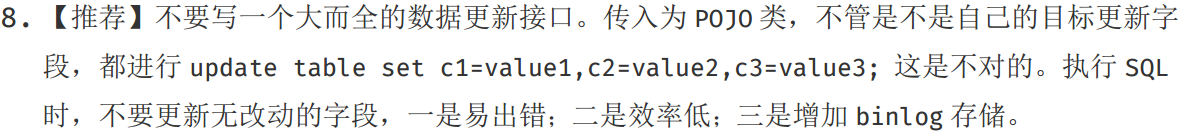 8. 【推荐】不要写一个大而全的数据更新接口。传入为 POJO 类，不管是不是自己的目标更新字
段，都进行 update table set c1=value1,c2=value2,c3=value3; 这是不对的。执行 SQL
时，不要更新无改动的字段，一是易出错；二是效率低；三是增加 binlog 存储。